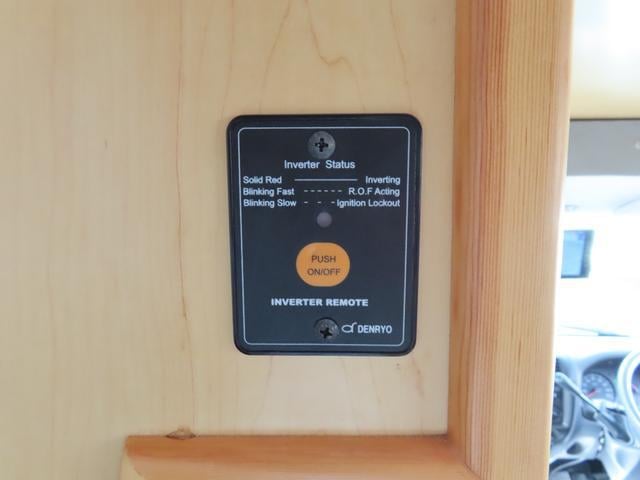 Inverter Status
Solid Red Inverting
Blinking Fast ------ R.O.F Acting
Blinking Slow - - - Ignition Lockout
PUSH
ON/OFF
INVERTER REMOTE
DENRYO